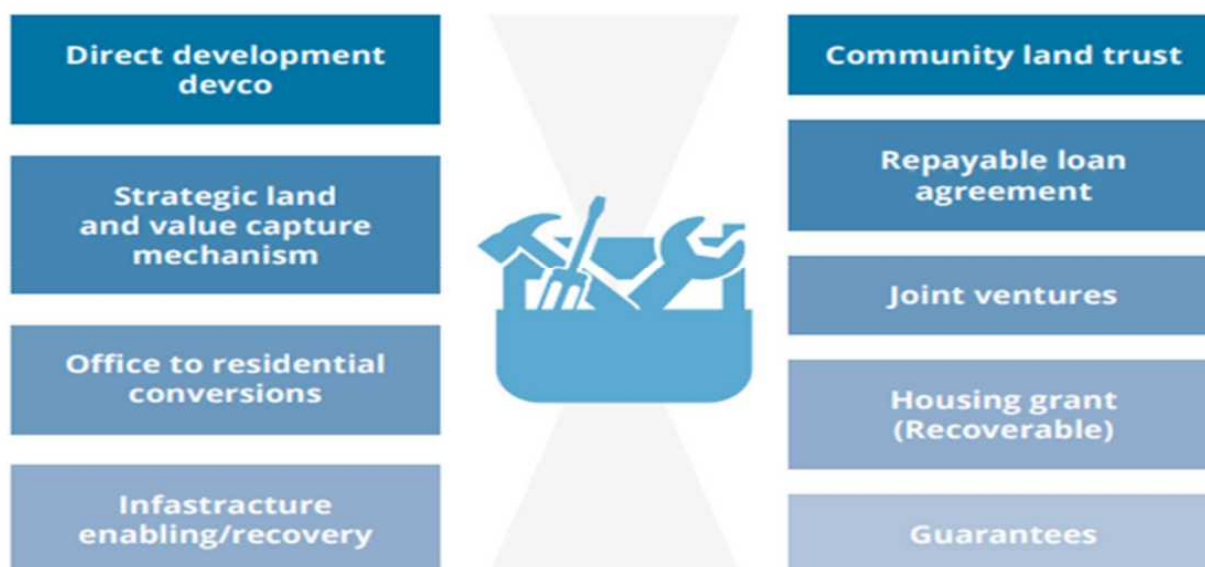 Direct development
devco
Strategic land
and value capture
mechanism
Office to residential
conversions
Infastracture
enabling/recovery
Community land trust
Repayable loan
agreement
Joint ventures
Housing grant
(Recoverable)
Guarantees